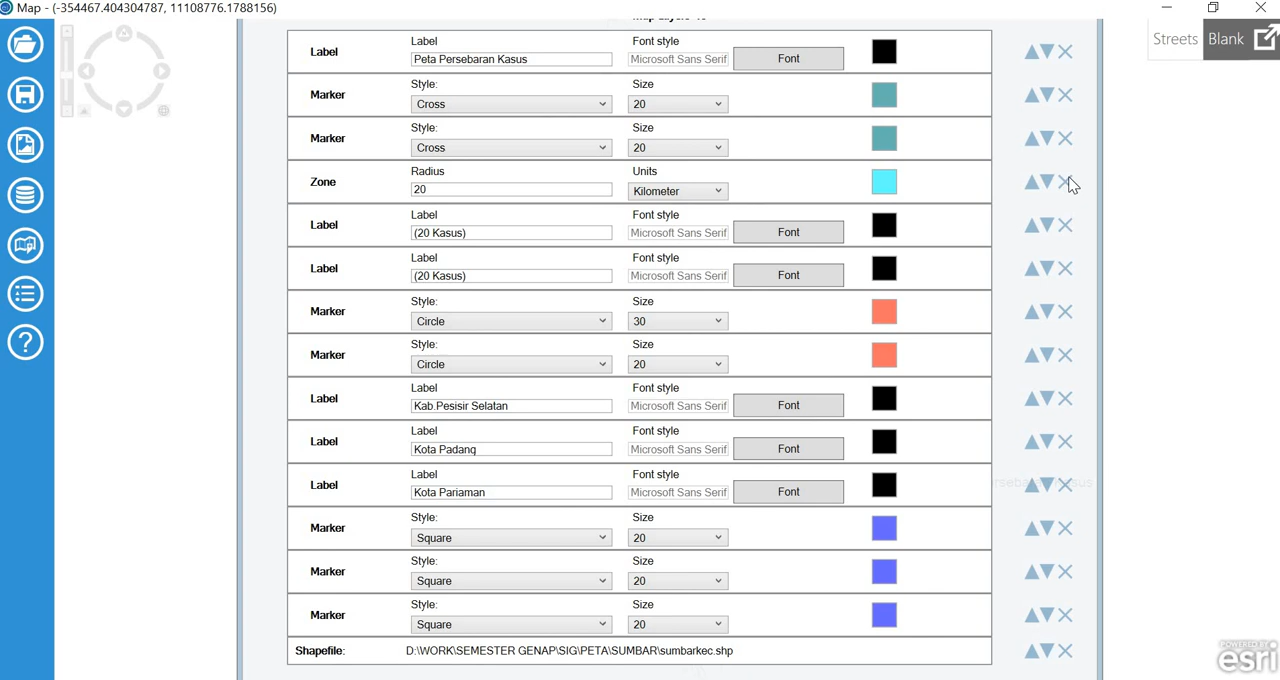 Map - (-354467.404304787, 11108776.1788156)
Streets Blank
Label Label Font style
Peta Persebaran Kasus Microsoft Sans Serif Font
Marker Style: Size
Cross 20
Marker Style: Size
Cross 20
Zone Radius Units
20 Kilometer
Label Label Font style
(20 Kasus) Microsoft Sans Serif Font
Label Label Font style
(20 Kasus) Microsoft Sans Serif Font
Marker Style: Size
Circle 30
Marker Style: Size
Circle 20
Label Label Font style
Kab.Pesisir Selatan Microsoft Sans Serif Font
Label Label Font style
Kota Padang Microsoft Sans Serif Font
Label Label Font style
Kota Pariaman Microsoft Sans Serif Font
Marker Style: Size
Square 20
Marker Style: Size
Square 20
Marker Style: Size
Square 20
Shapefile: D:\WORK\SEMESTER GENAP\SIG\PETA\SUMBAR\sumbarkec.shp
POWERED BY
esri